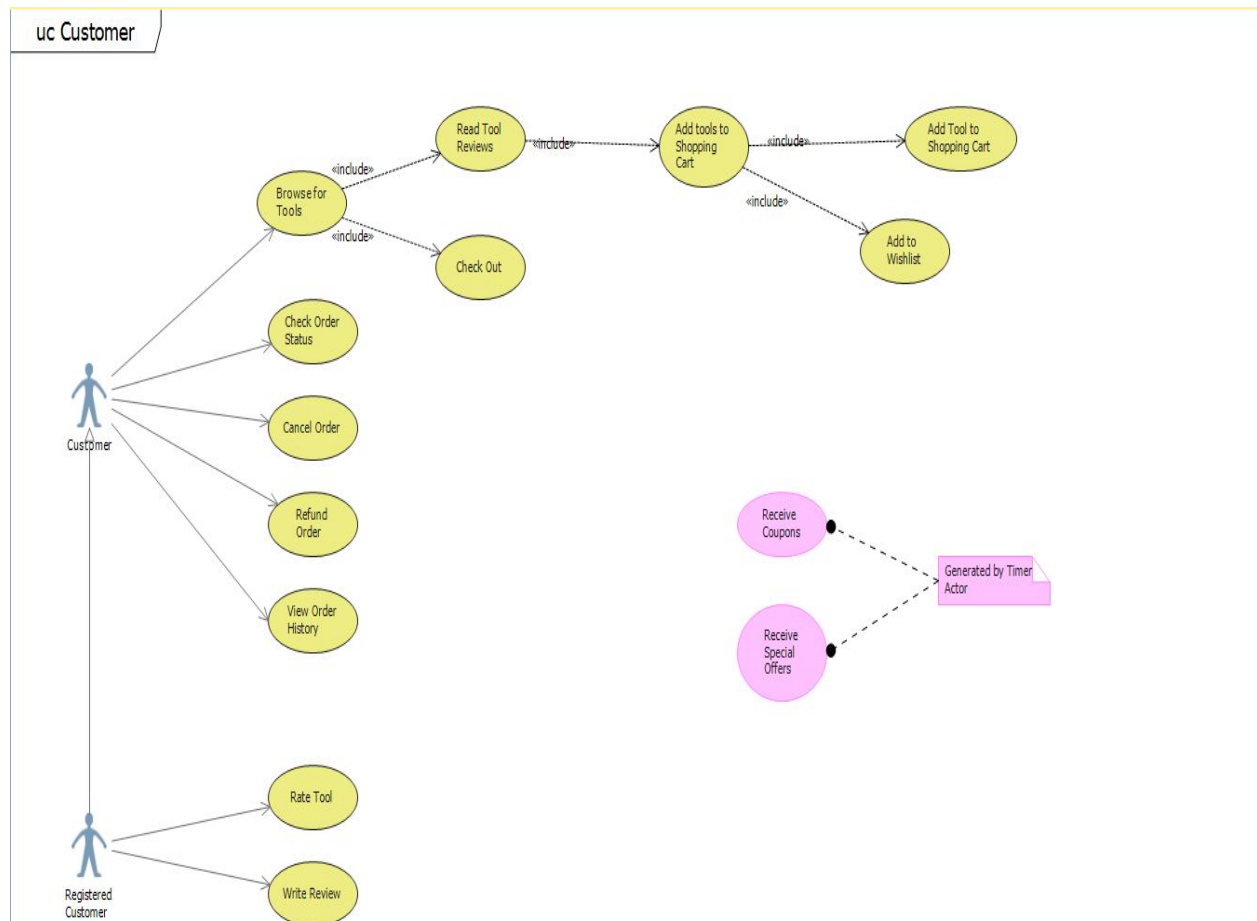 uc Customer
Read Tool
Reviews
«include»
Add tools to
Shopping
Cart
«include»
Add Tool to
Shopping Cart
«include»
Browse for
Tools
«include»
«include»
Add to
Wishlist
Check Out
Check Order
Status
Customer
Cancel Order
Refund
Order
Receive
Coupons
Generated by Timer
Actor
View Order
History
Receive
Special
Offers
Rate Tool
Write Review
Registered
Customer